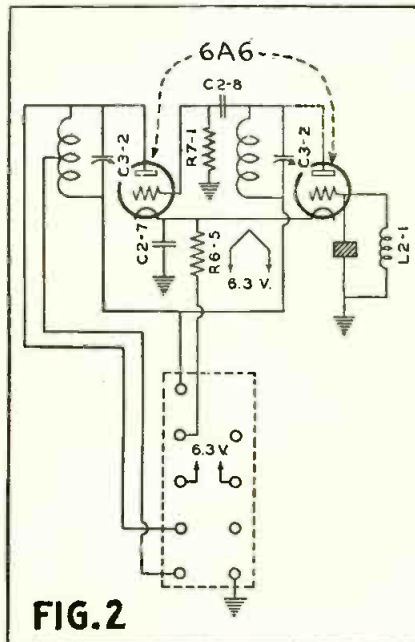 6A6
C2-8
R7-1
C3-2
C3-2
C2-7
R6-5
6.3 V.
L2-1
6.3 V.
FIG.2